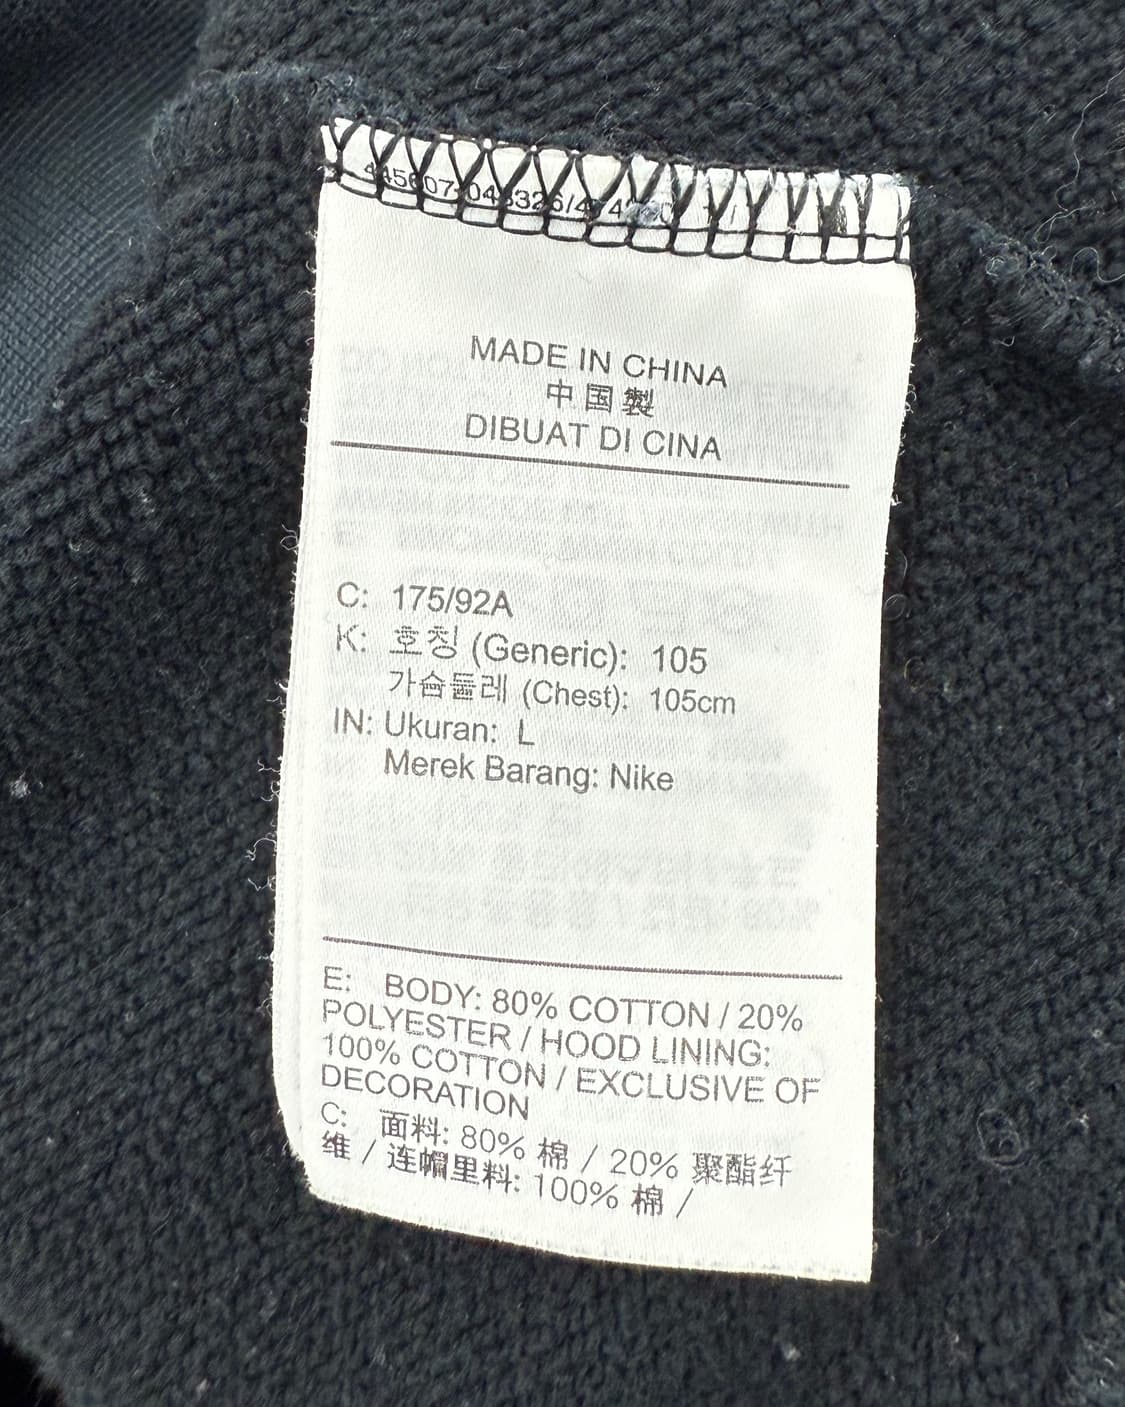 MADE IN CHINA
中国製
DIBUAT DI CINA
C: 175/92A
K: 호칭 (Generic): 105
가슴둘레 (Chest): 105cm
IN: Ukuran: L
Merek Barang: Nike
E: BODY: 80% COTTON / 20%
POLYESTER / HOOD LINING:
100% COTTON / EXCLUSIVE OF
DECORATION
C: 面料: 80% 棉 / 20% 聚酯纤
维 / 连帽里料: 100% 棉 /